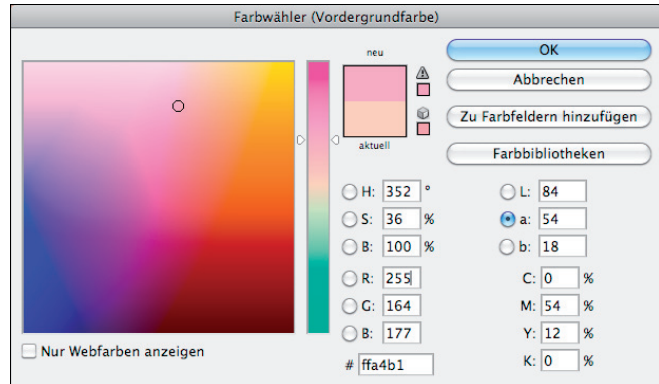 Farbwähler (Vordergrundfarbe)
neu
aktuell
OK
Abbrechen
Zu Farbfeldern hinzufügen
Farbbibliotheken
H: 352 °
S: 36 %
B: 100 %
R: 255
G: 164
B: 177
# ffa4b1
L: 84
a: 54
b: 18
C: 0 %
M: 54 %
Y: 12 %
K: 0 %
Nur Webfarben anzeigen